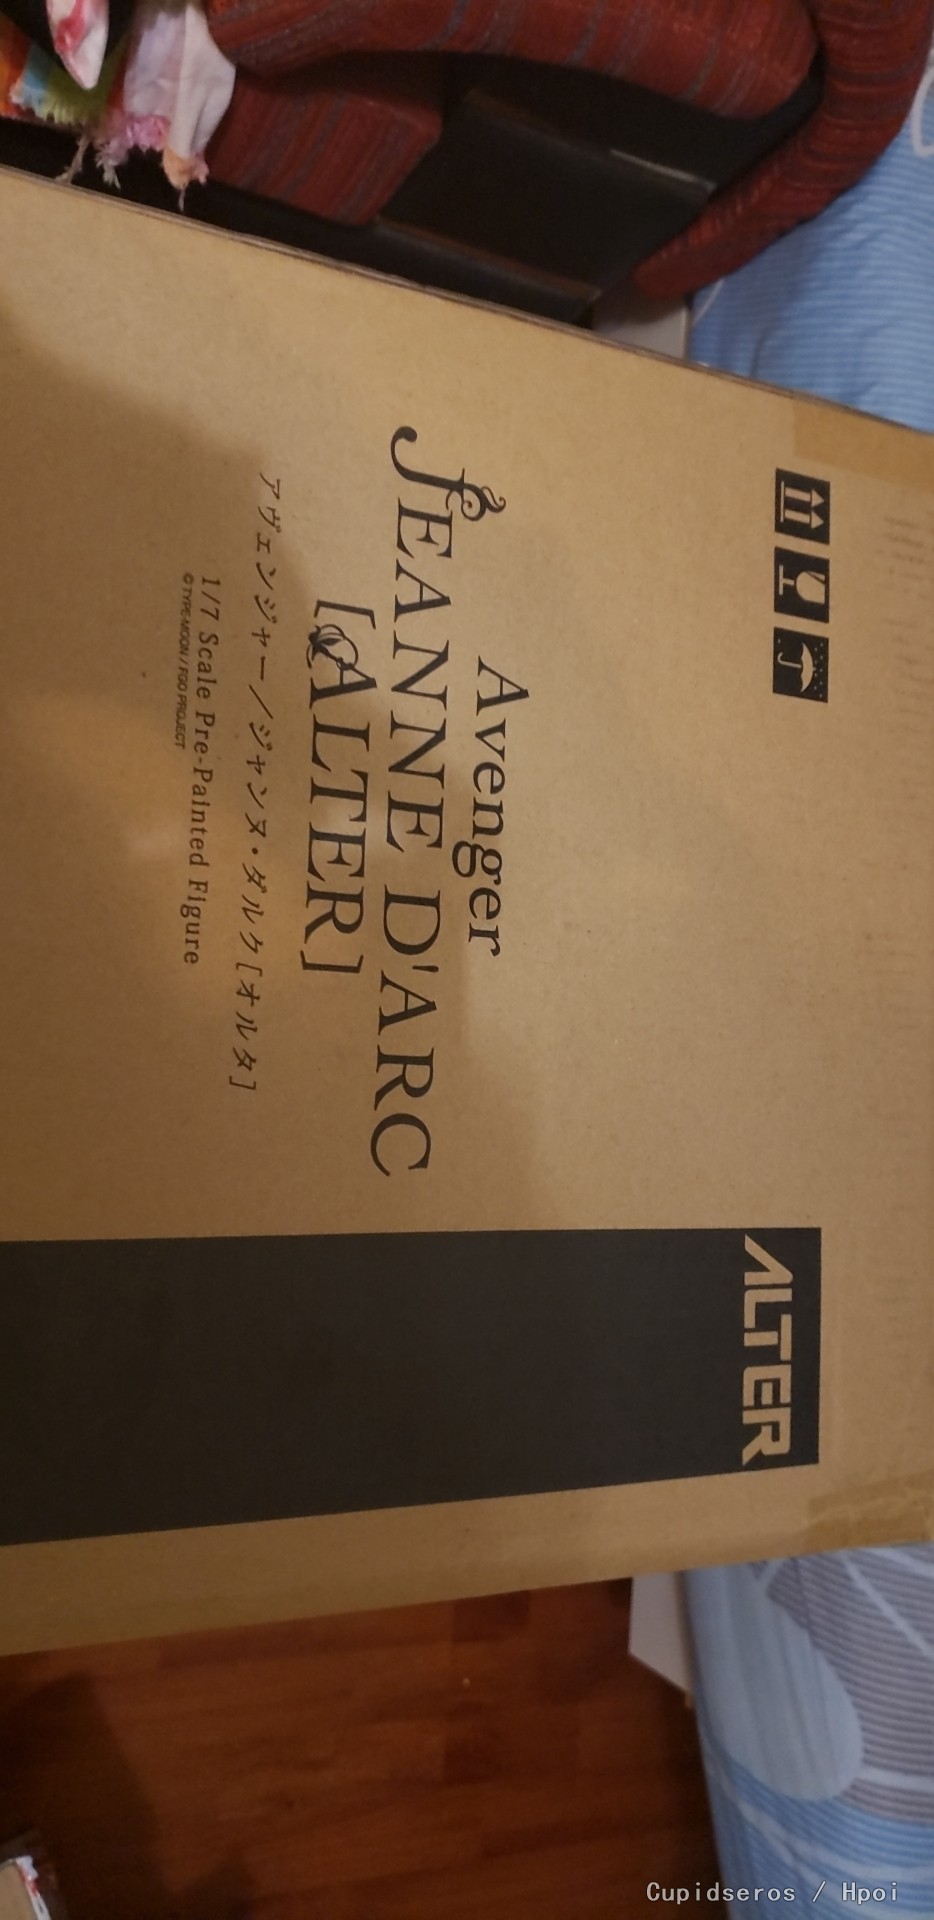 Avenger
JEANNE D'ARC
[ALTER]
アヴェンジャー/ジャンヌ・ダルク[オルタ]
1/7 Scale Pre-Painted Figure
©TYPE-MOON / FGO PROJECT
ALTER
Cupidseros / Hpoi